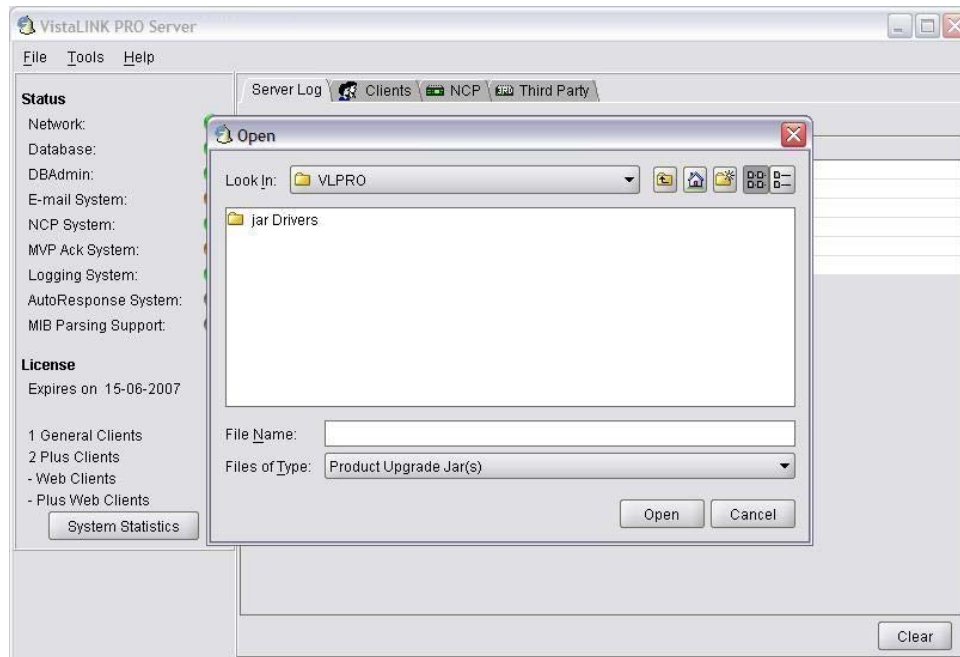 VistaLINK PRO Server
File Tools Help
Status
Network:
Database:
DBAdmin:
E-mail System:
NCP System:
MVP Ack System:
Logging System:
AutoResponse System:
MIB Parsing Support:
License
Expires on 15-06-2007
1 General Clients
2 Plus Clients
- Web Clients
- Plus Web Clients
System Statistics
Server Log Clients NCP Third Party
Open
Look In: VLPRO
jar Drivers
File Name:
Files of Type: Product Upgrade Jar(s)
Open Cancel
Clear